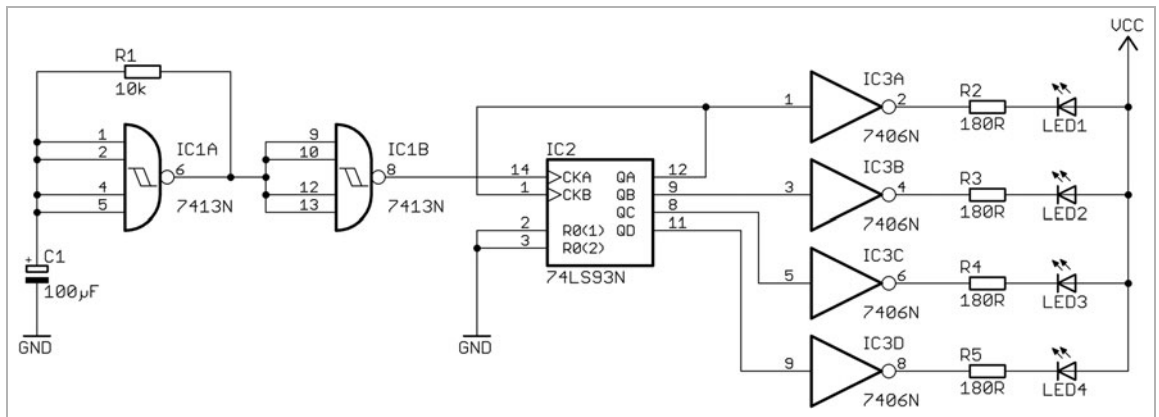 VCC
R1
10k
1
2
4
5
IC1A
6
7413N
9
10
12
13
IC1B
8
7413N
+
C1
100µF
GND
IC2
14
1
2
3
CKA
CKB
R0(1)
R0(2)
QA
QB
QC
QD
12
9
8
11
74LS93N
GND
1
IC3A
2
7406N
R2
180R
LED1
3
IC3B
4
7406N
R3
180R
LED2
5
IC3C
6
7406N
R4
180R
LED3
9
IC3D
8
7406N
R5
180R
LED4